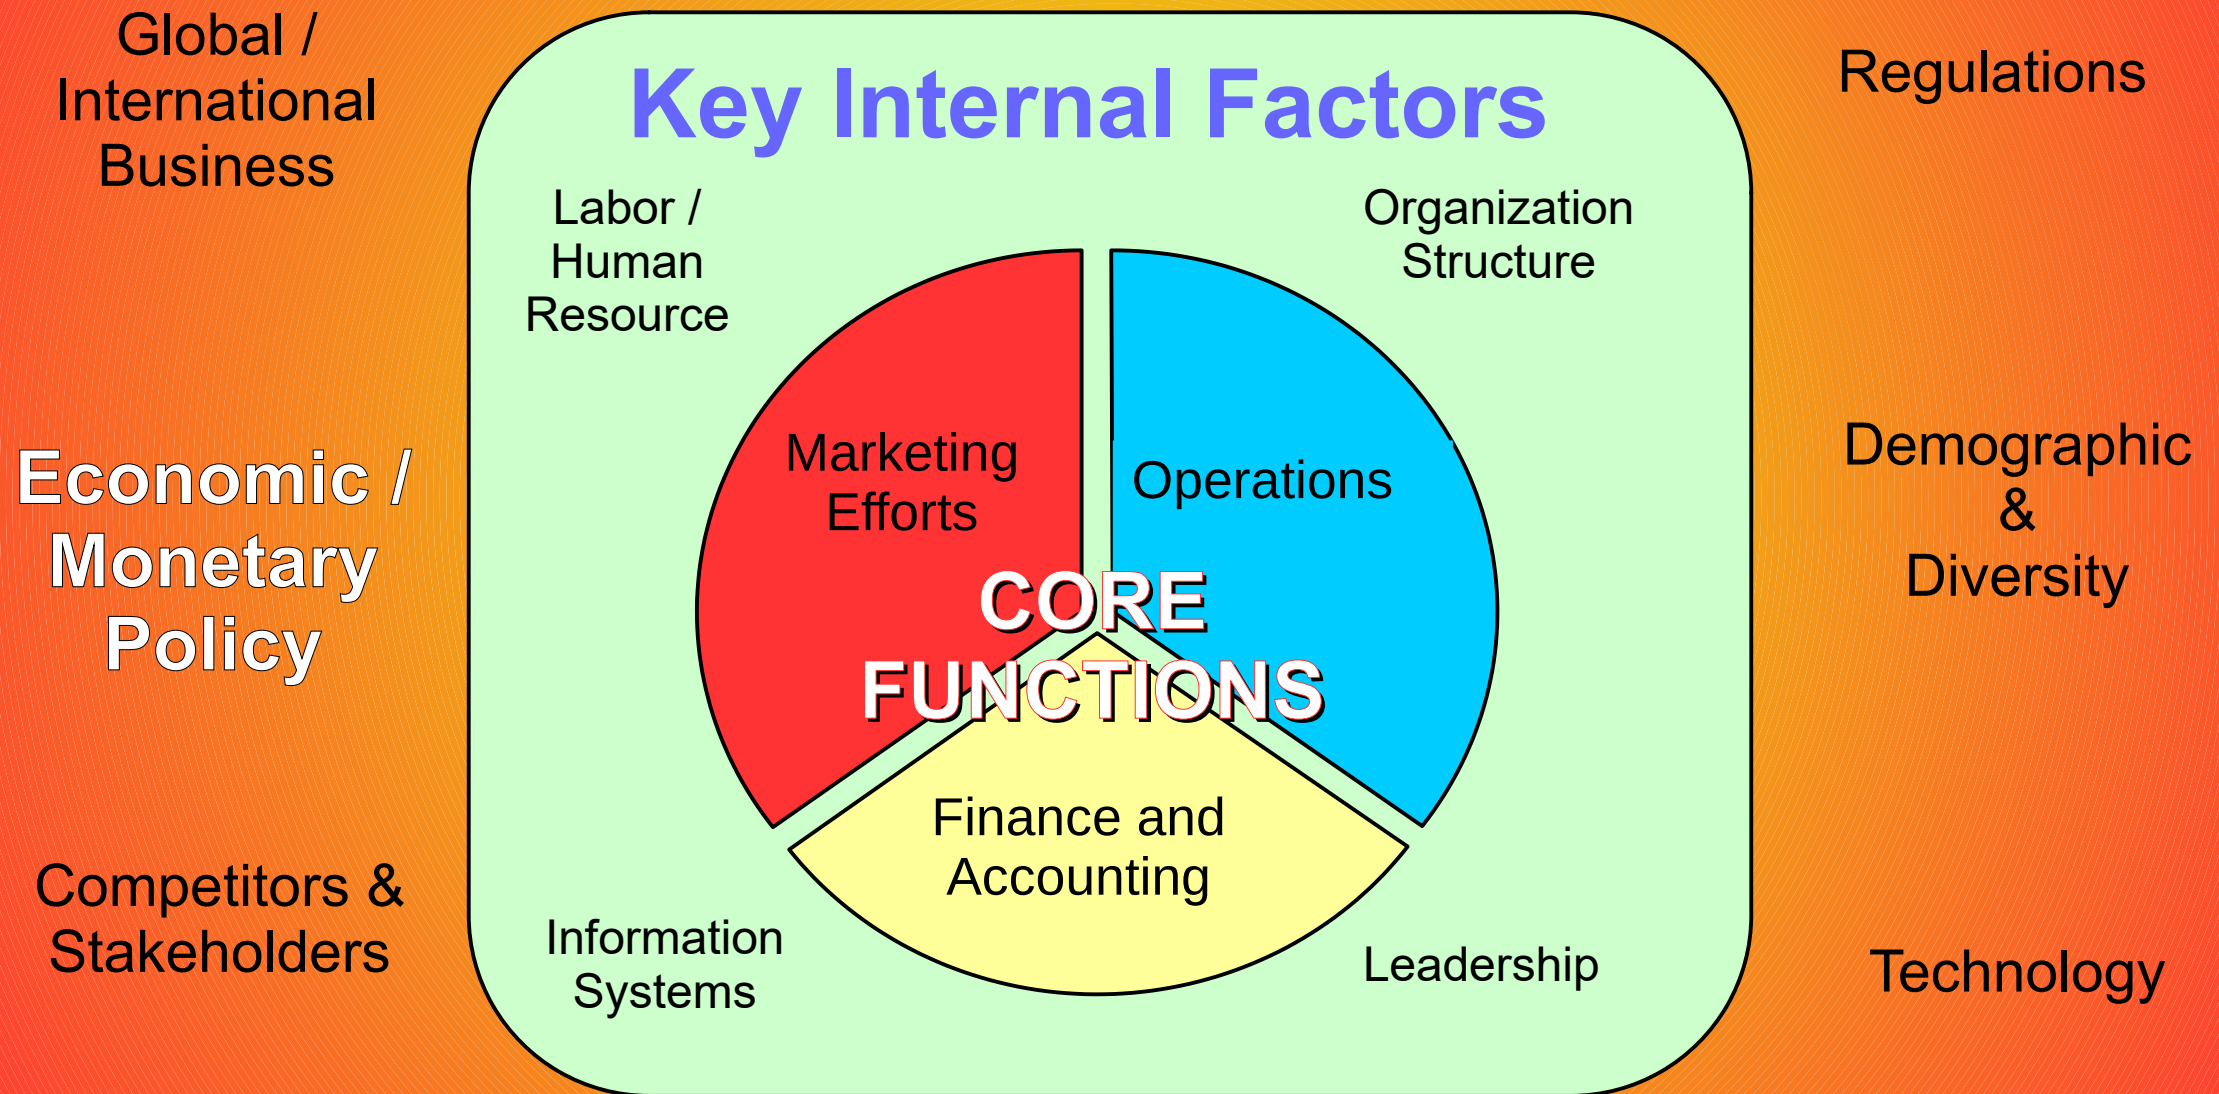 Global /
International
Business
Economic /
Monetary
Policy
Competitors &
Stakeholders
Key Internal Factors
Labor /
Human
Resource
Organization
Structure
Marketing
Efforts
Operations
CORE
FUNCTIONS
Finance and
Accounting
Information
Systems
Leadership
Regulations
Demographic
&
Diversity
Technology